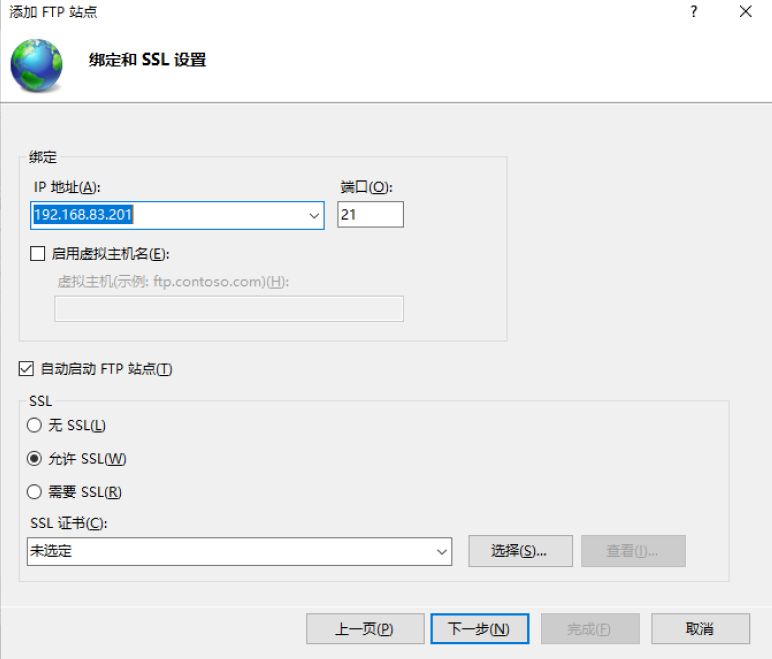 添加 FTP 站点
?
绑定和 SSL 设置
绑定
IP 地址(A):
端口(O):
192.168.83.201
21
启用虚拟主机名(E):
虚拟主机(示例: ftp.contoso.com)(H):
自动启动 FTP 站点(T)
SSL
无 SSL(L)
允许 SSL(W)
需要 SSL(R)
SSL 证书(C):
未选定
选择(S)...
查看(I)...
上一页(P)
下一步(N)
完成(F)
取消